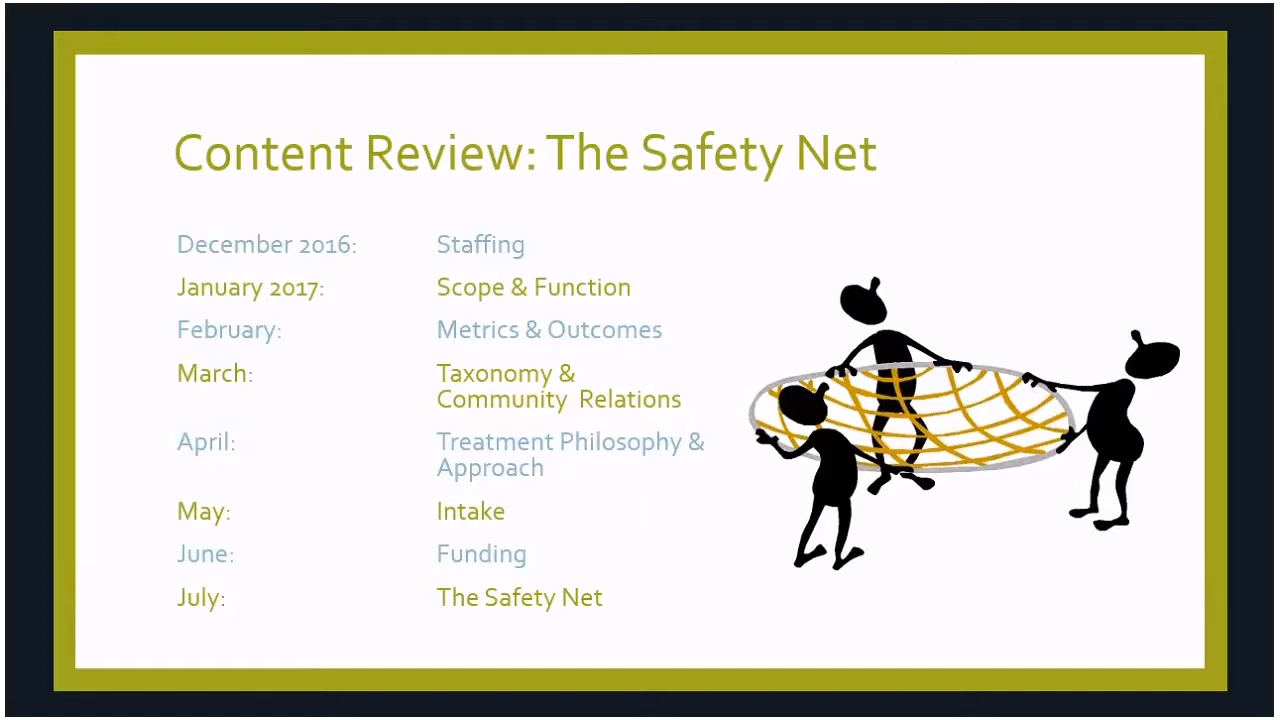 Content Review: The Safety Net
December 2016: Staffing
January 2017: Scope & Function
February: Metrics & Outcomes
March: Taxonomy &
Community Relations
April: Treatment Philosophy &
Approach
May: Intake
June: Funding
July: The Safety Net